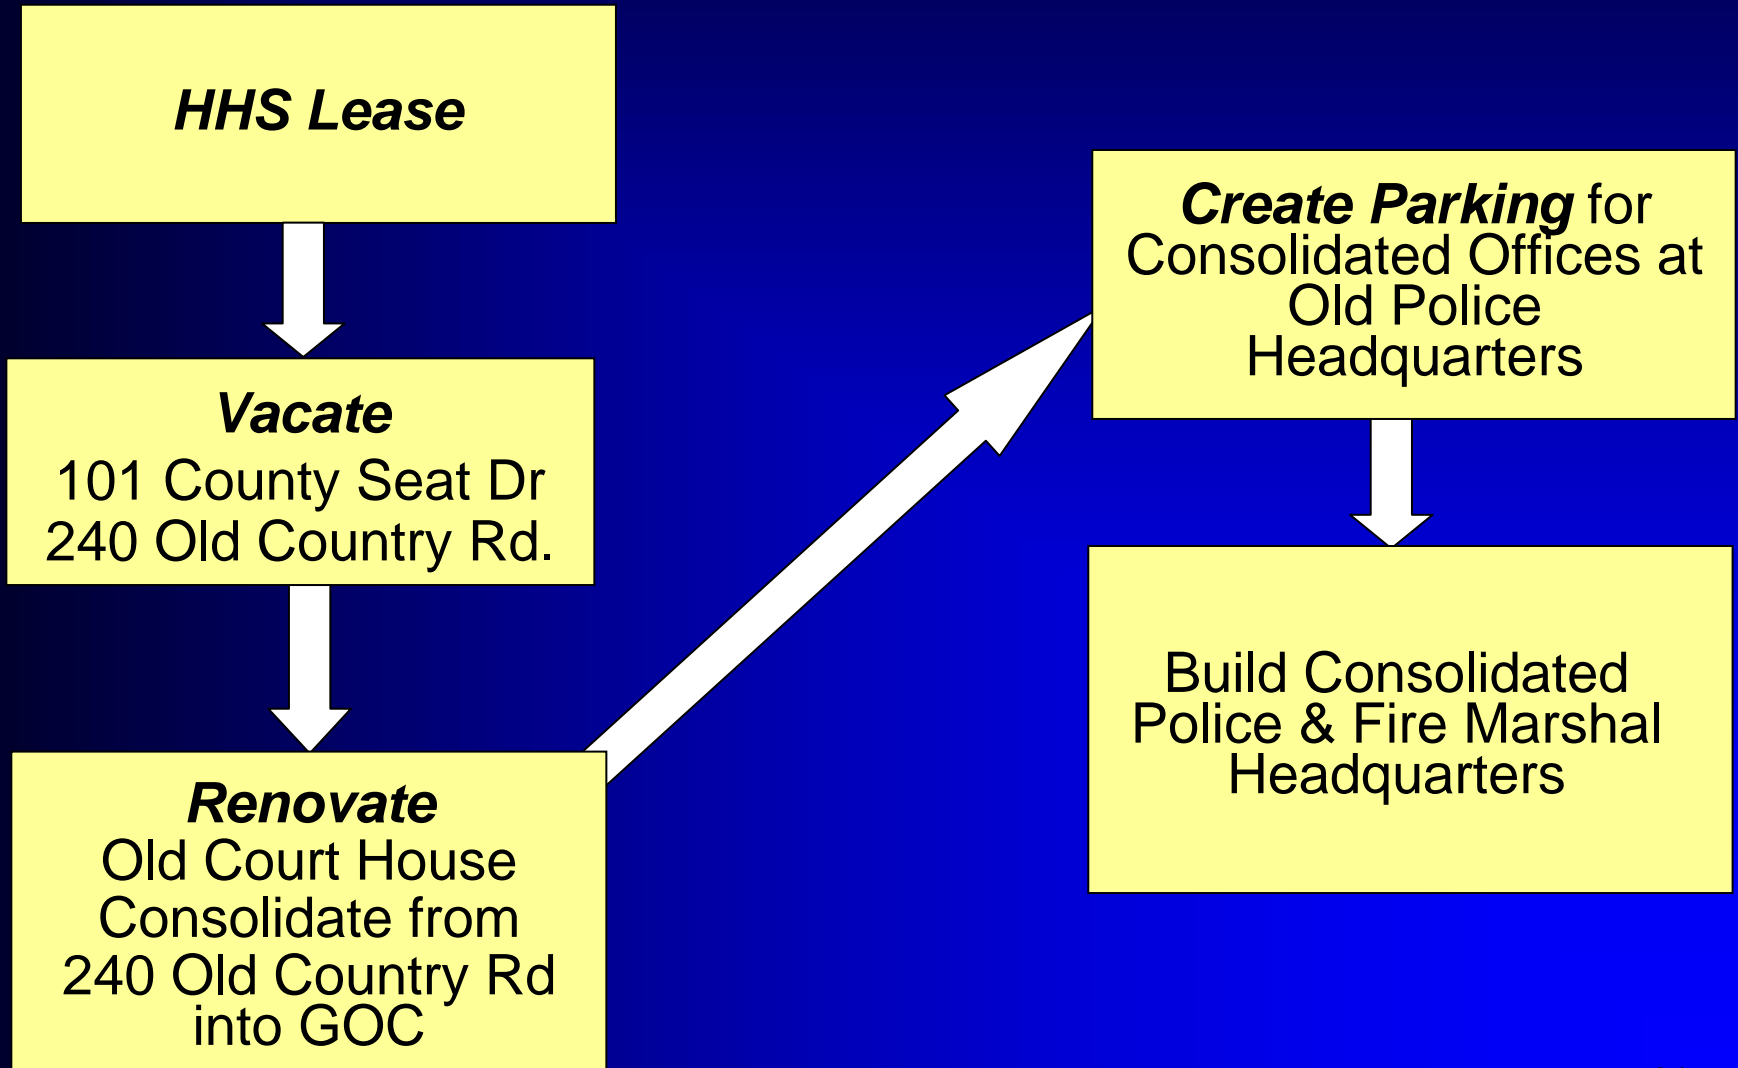 HHS Lease
Vacate
101 County Seat Dr
240 Old Country Rd.
Renovate
Old Court House
Consolidate from
240 Old Country Rd
into GOC
Create Parking for
Consolidated Offices at
Old Police
Headquarters
Build Consolidated
Police & Fire Marshal
Headquarters